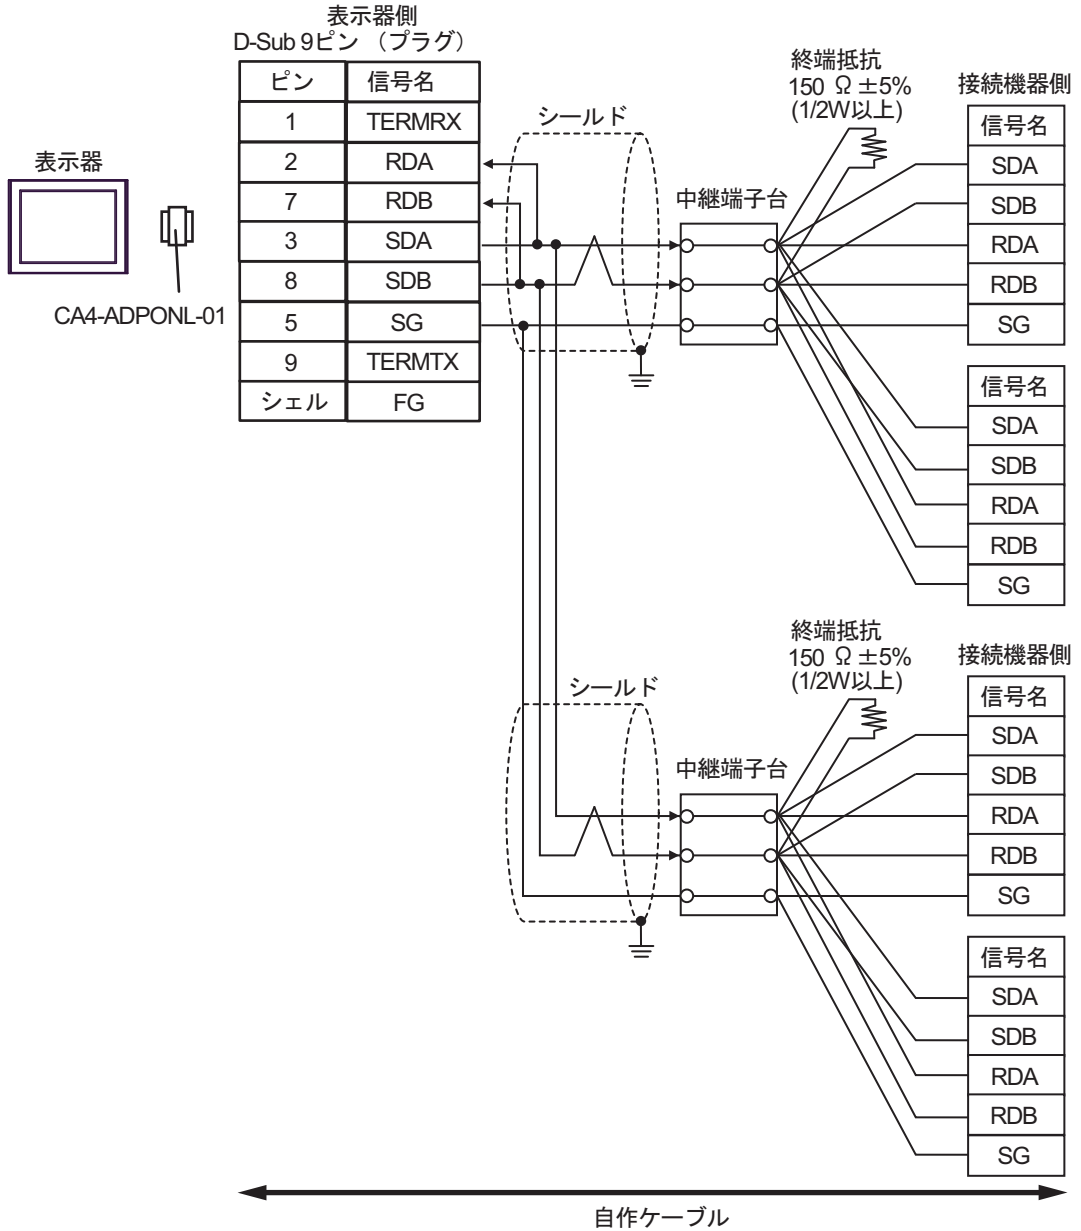 表示器側
D-Sub 9ピン (プラグ)
ピン 信号名
1 TERMRX
2 RDA
7 RDB
3 SDA
8 SDB
5 SG
9 TERMTX
シェル FG
表示器
CA4-ADPONL-01
シールド
中継端子台
終端抵抗
150 Ω ±5%
(1/2W以上)
接続機器側
信号名
SDA
SDB
RDA
RDB
SG
信号名
SDA
SDB
RDA
RDB
SG
シールド
中継端子台
終端抵抗
150 Ω ±5%
(1/2W以上)
接続機器側
信号名
SDA
SDB
RDA
RDB
SG
信号名
SDA
SDB
RDA
RDB
SG
自作ケーブル